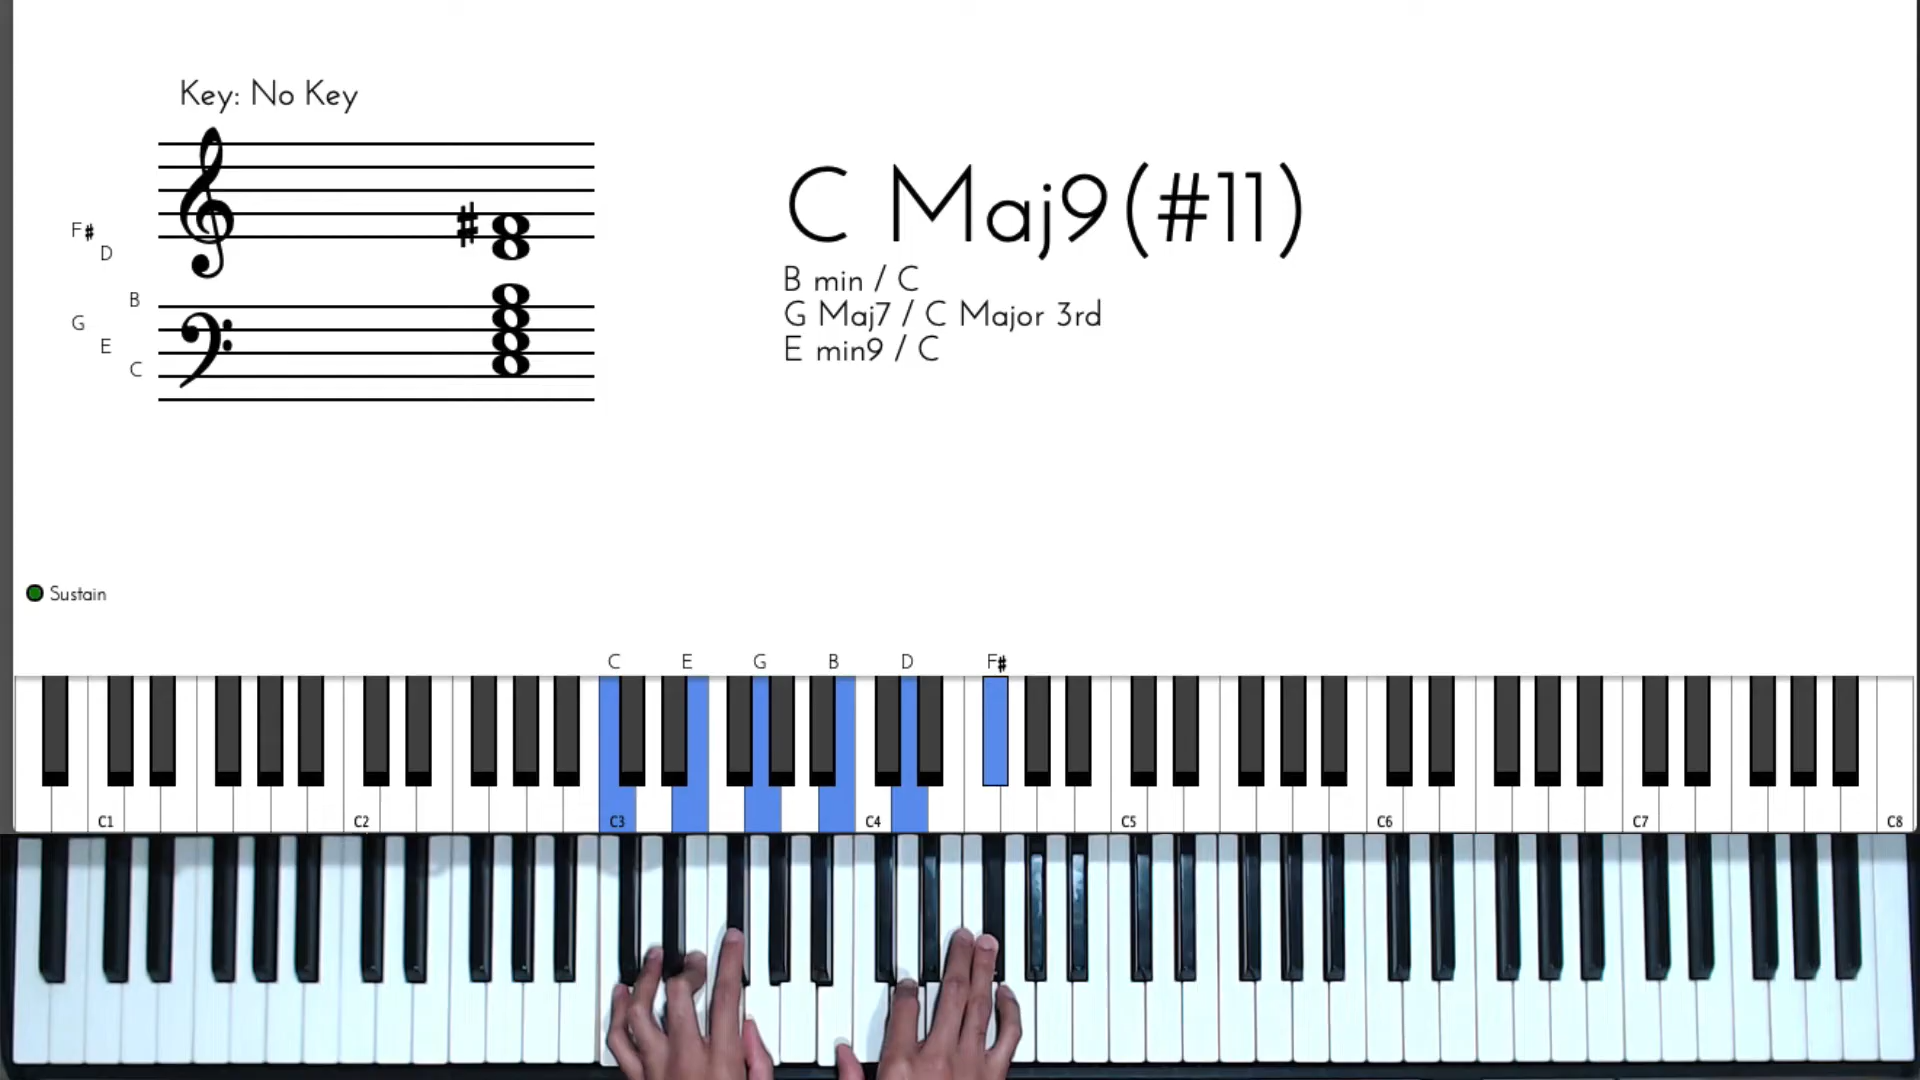 Key: No Key
F#
D
B
G
E
C
C Maj9(#11)
B min / C
G Maj7 / C Major 3rd
E min9 / C
Sustain
C E G B D F#
C1 C2 C3 C4 C5 C6 C7 C8